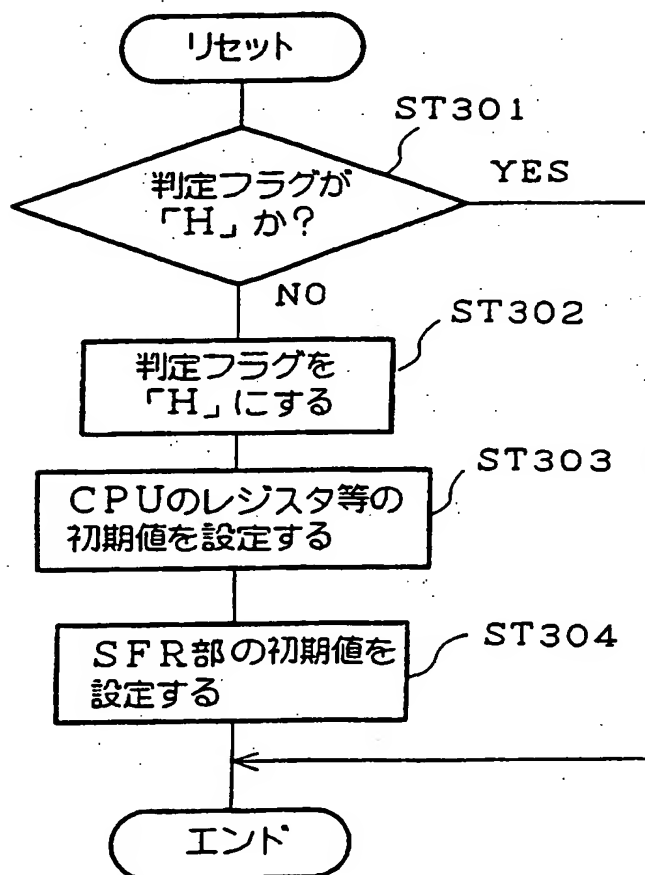 リセット
ST301
判定フラグが
「H」か?
YES
NO
ST302
判定フラグを
「H」にする
ST303
CPUのレジスタ等の
初期値を設定する
ST304
SFR部の初期値を
設定する
エンド